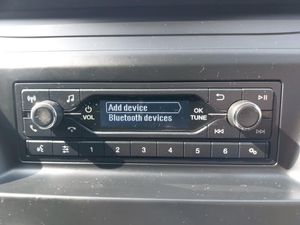 Add device
Bluetooth devices
VOL
OK
TUNE
1 2 3 4 5 6